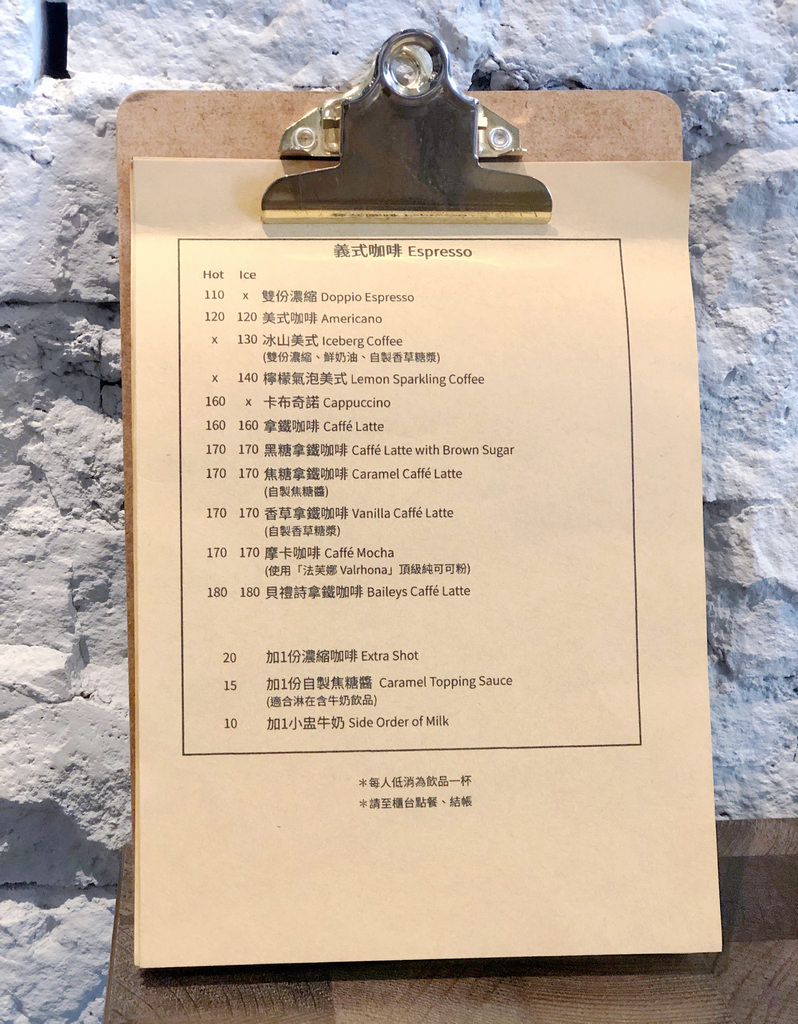 義式咖啡 Espresso
Hot Ice
110 x 雙份濃縮 Doppio Espresso
120 120 美式咖啡 Americano
x 130 冰山美式 Iceberg Coffee
(雙份濃縮、鮮奶油、自製香草糖漿)
x 140 檸檬氣泡美式 Lemon Sparkling Coffee
160 x 卡布奇諾 Cappuccino
160 160 拿鐵咖啡 Caffé Latte
170 170 黑糖拿鐵咖啡 Caffé Latte with Brown Sugar
170 170 焦糖拿鐵咖啡 Caramel Caffé Latte
(自製焦糖醬)
170 170 香草拿鐵咖啡 Vanilla Caffé Latte
(自製香草糖漿)
170 170 摩卡咖啡 Caffé Mocha
(使用「法芙娜 Valrhona」頂級純可可粉)
180 180 貝禮詩拿鐵咖啡 Baileys Caffé Latte
20 加1份濃縮咖啡 Extra Shot
15 加1份自製焦糖醬 Caramel Topping Sauce
(適合淋在含牛奶飲品)
10 加1小盅牛奶 Side Order of Milk
＊每人低消為飲品一杯
＊請至櫃台點餐、結帳